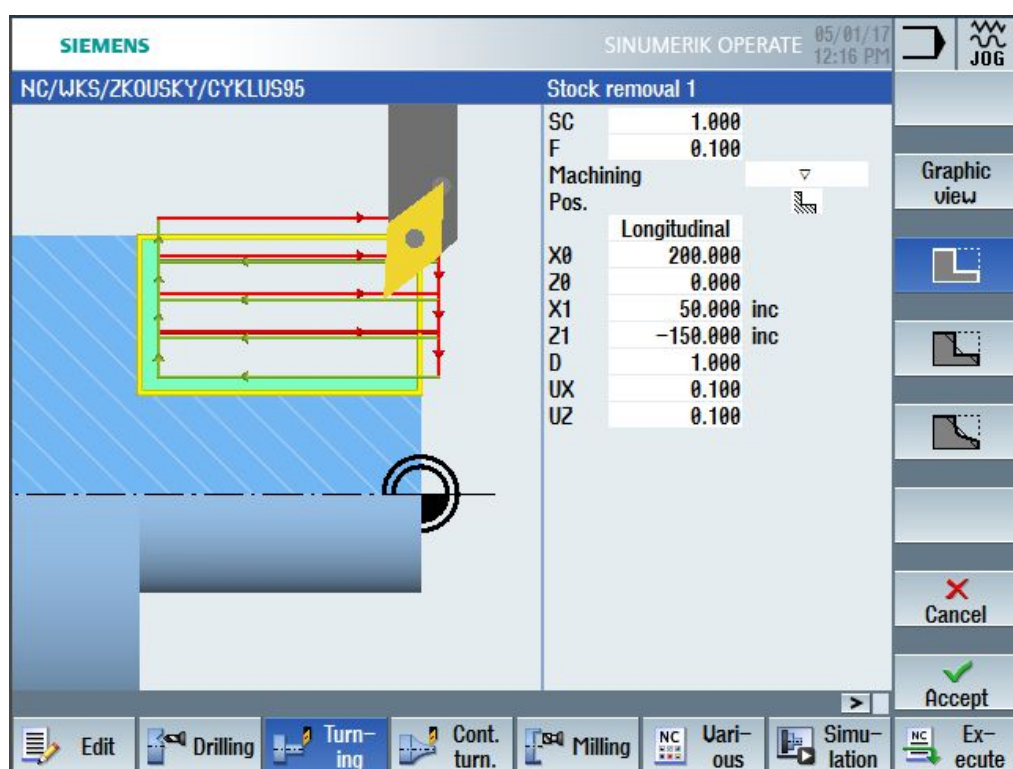 SIEMENS
SINUMERIK OPERATE
05/01/17
12:16 PM
JOG
NC/WKS/ZKOUSKY/CYKLUS95
Stock removal 1
SC 1.000
F 0.100
Machining
Pos.
Longitudinal
X0 200.000
Z0 0.000
X1 50.000 inc
Z1 -150.000 inc
D 1.000
UX 0.100
UZ 0.100
Graphic
view
Cancel
Accept
>
Edit
Drilling
Turn-
ing
Cont.
turn.
Milling
NC
Vari-
ous
Simu-
lation
NC
Ex-
ecute